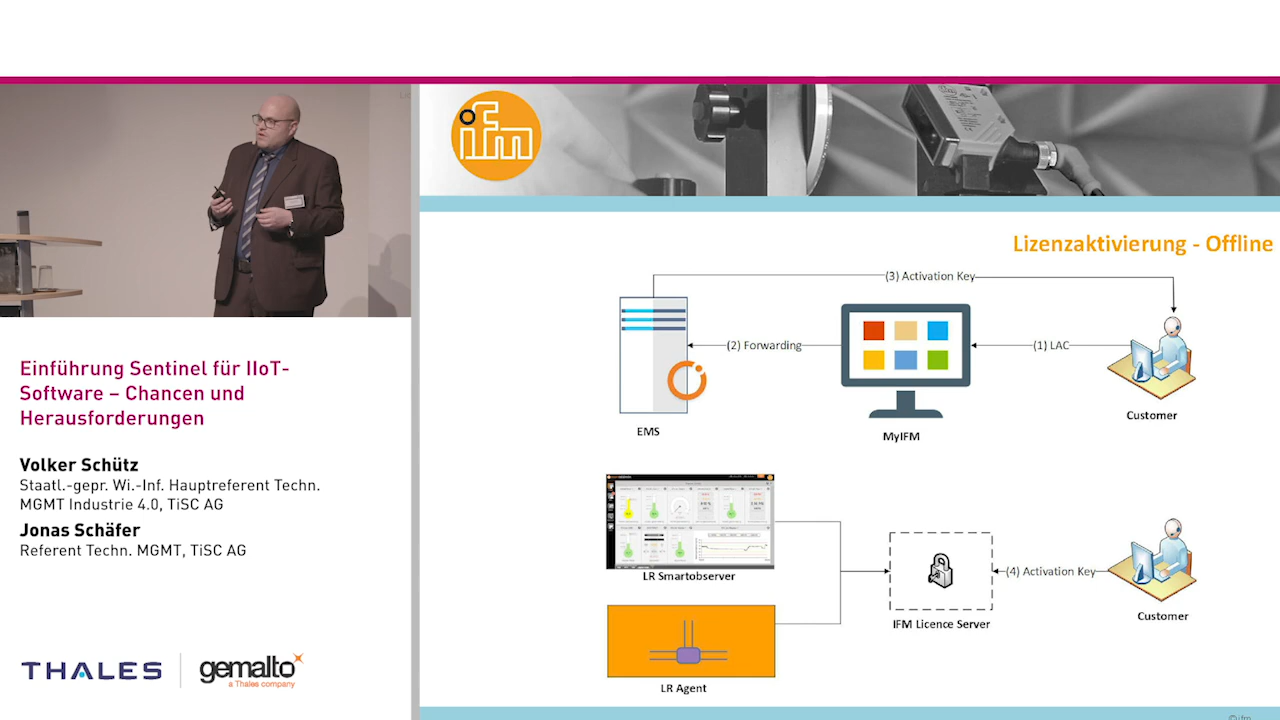 ifm
Lizenzaktivierung - Offline
(3) Activation Key
(2) Forwarding
(1) LAC
EMS
MyIFM
Customer
LR Smartobserver
(4) Activation Key
IFM Licence Server
Customer
LR Agent
©ifm
Einführung Sentinel für IIoT-
Software – Chancen und
Herausforderungen
Volker Schütz
Staatl.-gepr. Wi.-Inf. Hauptreferent Techn.
MGMT Industrie 4.0, TiSC AG
Jonas Schäfer
Referent Techn. MGMT, TiSC AG
THALES
gemalto
a Thales company